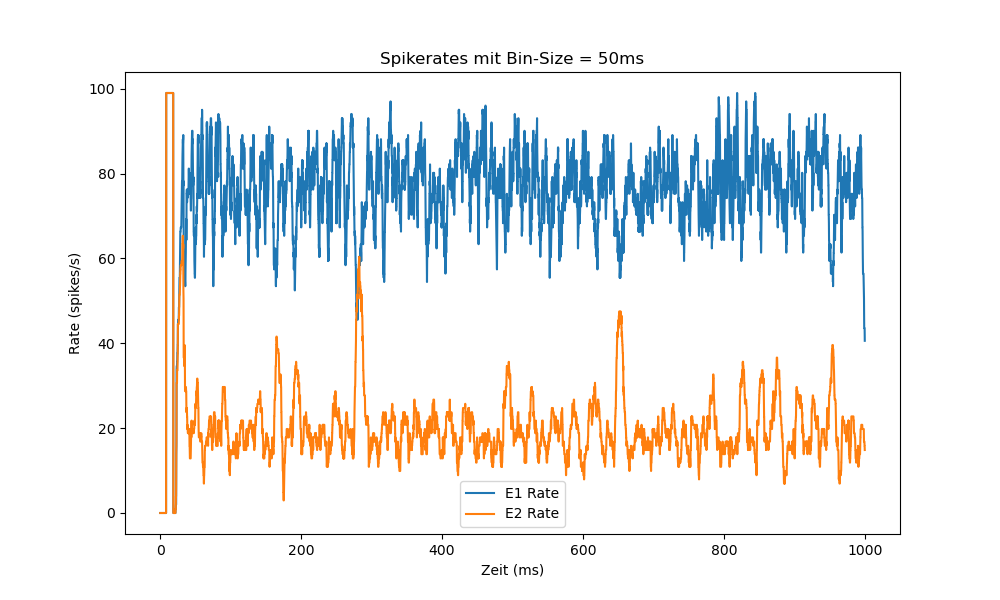 Spikerates mit Bin-Size = 50ms
100
80
60
40
20
0
Rate (spikes/s)
E1 Rate
E2 Rate
0 200 400 600 800 1000
Zeit (ms)